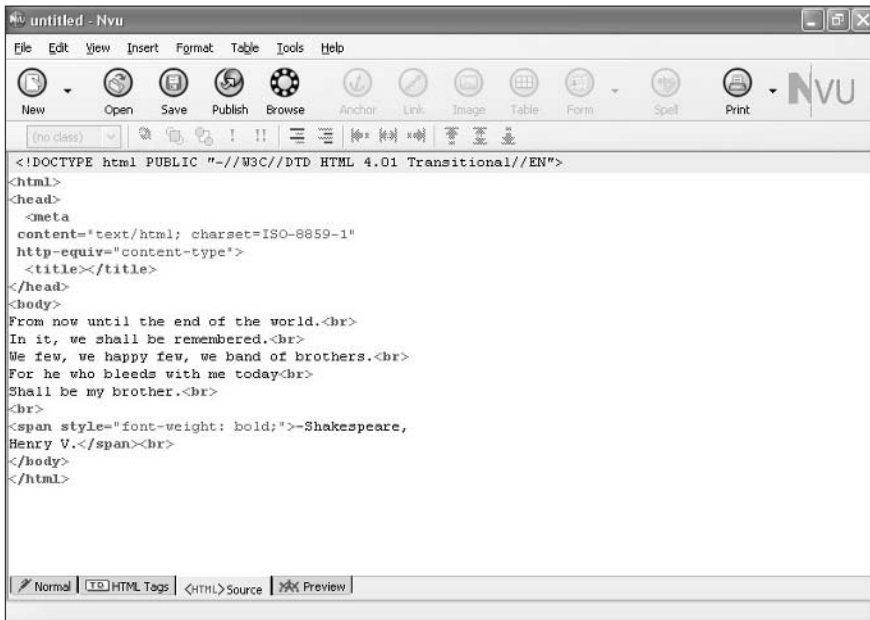 untitled - Nvu
File Edit View Insert Format Table Tools Help
New Open Save Publish Browse Anchor Link Image Table Form Spell Print NVU
(no class) ! !!
<!DOCTYPE html PUBLIC "-//W3C//DTD HTML 4.01 Transitional//EN">
<html>
<head>
<meta
content="text/html; charset=ISO-8859-1"
http-equiv="content-type">
<title></title>
</head>
<body>
From now until the end of the world.<br>
In it, we shall be remembered.<br>
We few, we happy few, we band of brothers.<br>
For he who bleeds with me today<br>
Shall be my brother.<br>
<br>
<span style="font-weight: bold;">-Shakespeare,
Henry V.</span><br>
</body>
</html>
Normal TD HTML Tags <HTML> Source Preview